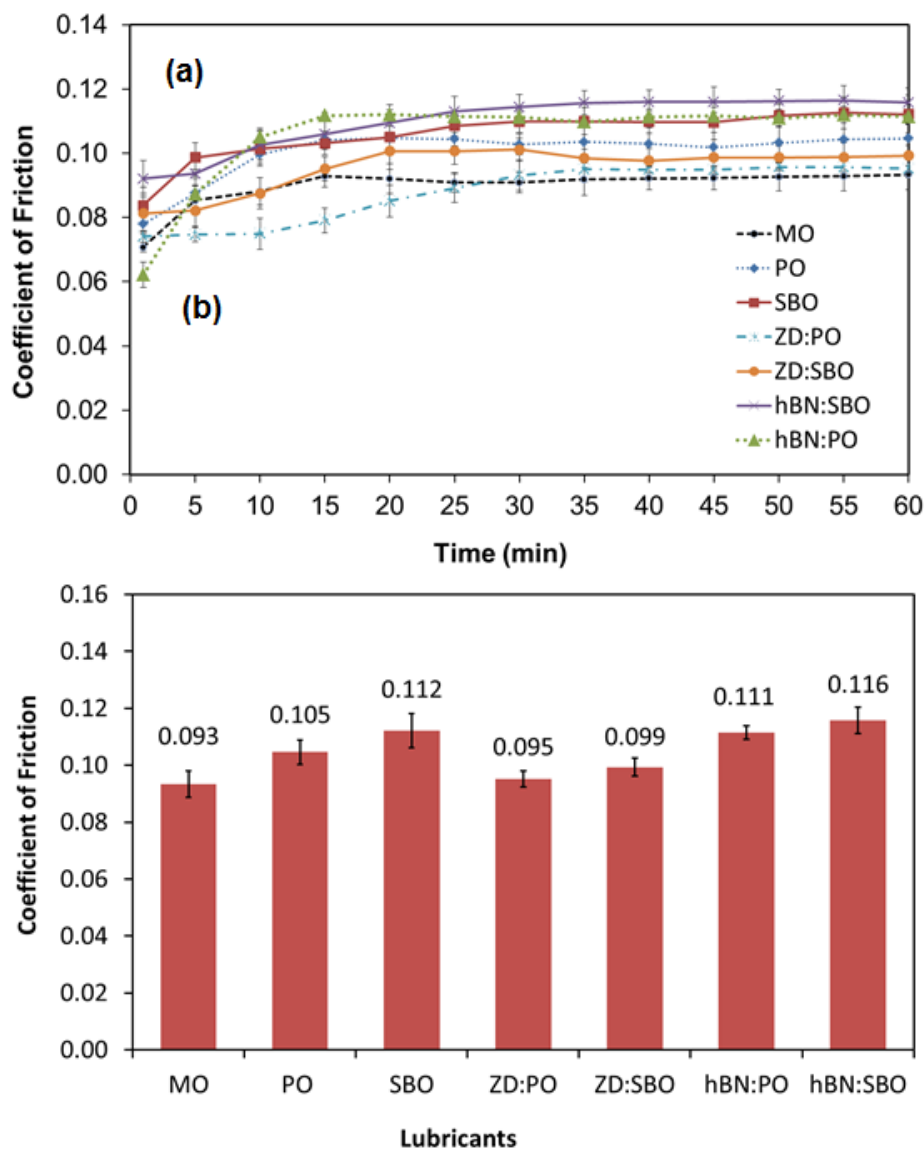 0.14
(a)
0.12
0.10
0.08
0.06
0.04
0.02
0.00
Coefficient of Friction
(b)
MO
PO
SBO
ZD:PO
ZD:SBO
hBN:SBO
hBN:PO
0 5 10 15 20 25 30 35 40 45 50 55 60
Time (min)
0.16
0.14
0.12
0.10
0.08
0.06
0.04
0.02
0.00
Coefficient of Friction
0.093 0.105 0.112 0.095 0.099 0.111 0.116
MO PO SBO ZD:PO ZD:SBO hBN:PO hBN:SBO
Lubricants